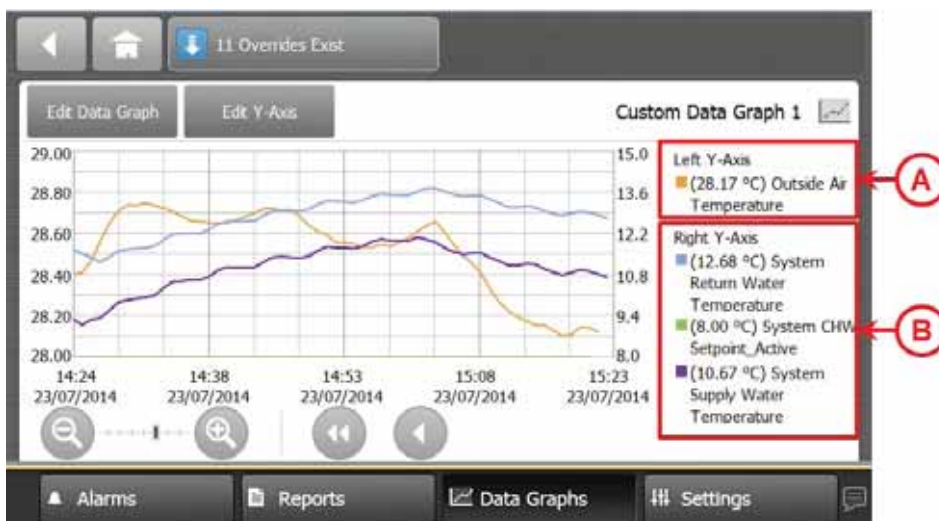 11 Overrides Exist
Edit Data Graph
Edit Y-Axis
Custom Data Graph 1
29.00
28.80
28.60
28.40
28.20
28.00
15.0
13.6
12.2
10.8
9.4
8.0
14:24
23/07/2014
14:38
23/07/2014
14:53
23/07/2014
15:08
23/07/2014
15:23
23/07/2014
Left Y-Axis
(28.17 °C) Outside Air
Temperature
A
Right Y-Axis
(12.68 °C) System
Return Water
Temperature
(8.00 °C) System CHW
Setpoint_Active
(10.67 °C) System
Supply Water
Temperature
B
Alarms
Reports
Data Graphs
Settings